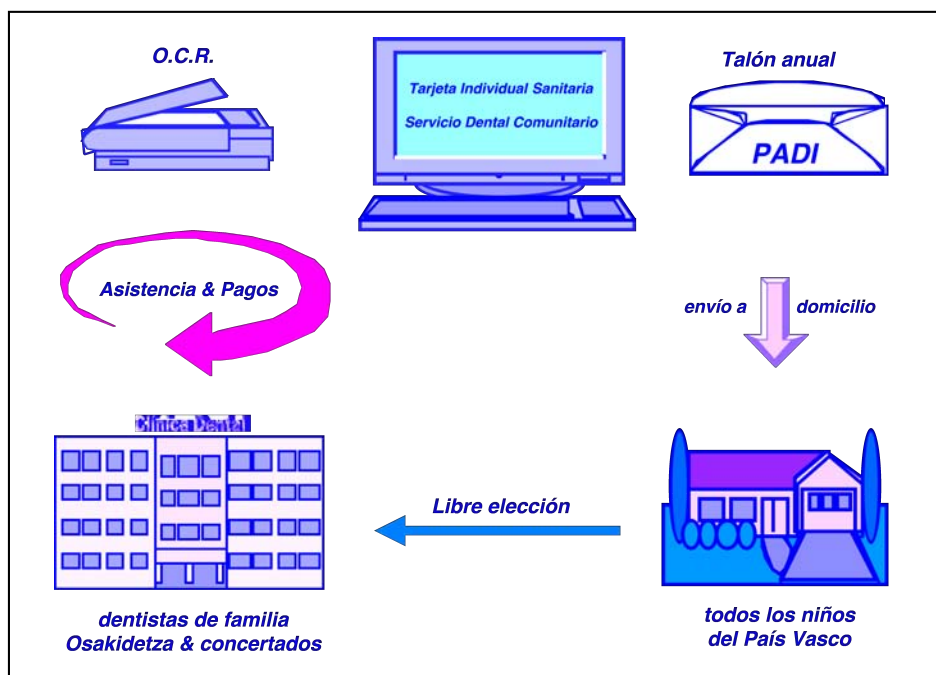 O.C.R.
Tarjeta Individual Sanitaria
Servicio Dental Comunitario
Talón anual
PADI
Asistencia & Pagos
envío a domicilio
Clínica Dental
Libre elección
dentistas de familia
Osakidetza & concertados
todos los niños
del País Vasco